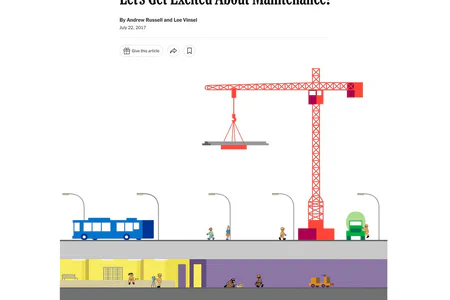 Let's Get Excited About Maintenance!
By Andrew Russell and Lee Vinsel
July 22, 2017
Give this article